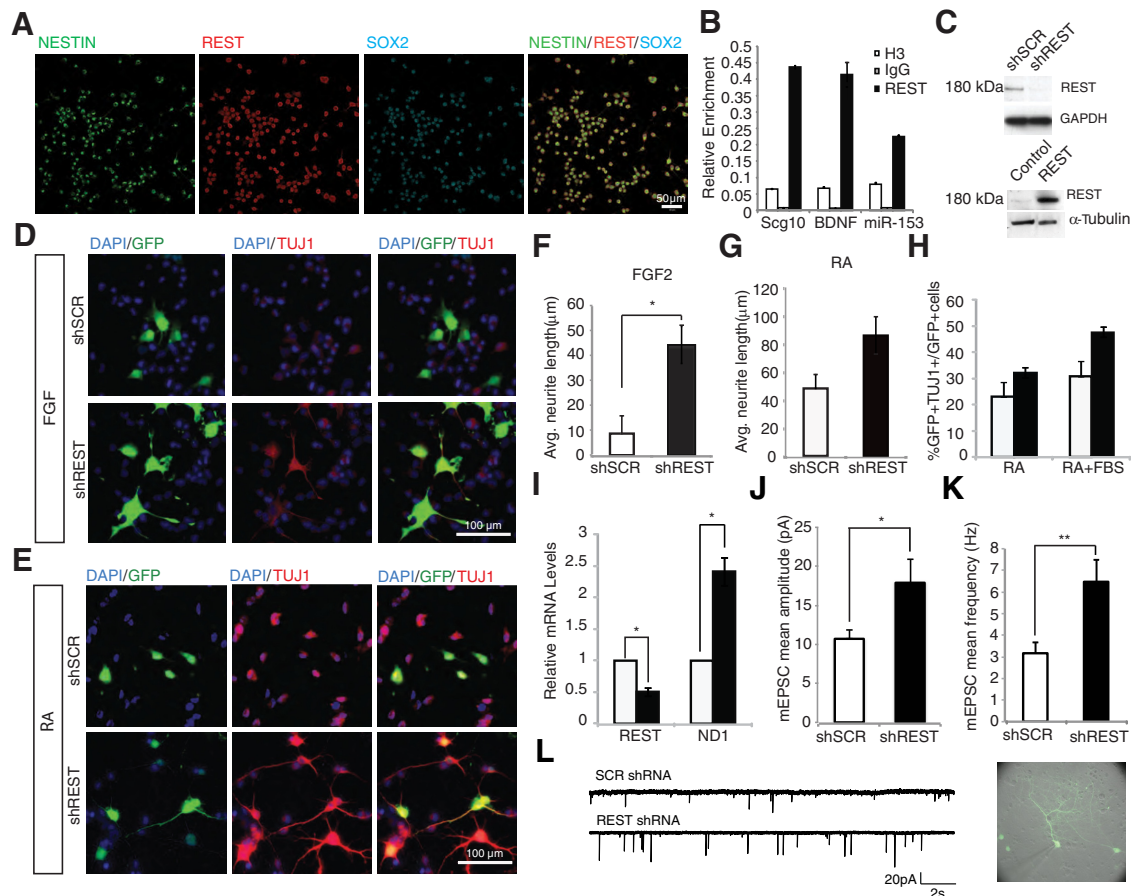 A
NESTIN
REST
SOX2
NESTIN/REST/SOX2
50µm
B
Relative Enrichment
0.5
0.45
0.4
0.35
0.3
0.25
0.2
0.15
0.1
0.05
0
H3
IgG
REST
Scg10
BDNF
miR-153
C
shSCR
shREST
180 kDa
REST
GAPDH
Control
REST
180 kDa
REST
α-Tubulin
D
FGF
DAPI/GFP
DAPI/TUJ1
DAPI/GFP/TUJ1
shSCR
shREST
100 µm
E
RA
DAPI/GFP
DAPI/TUJ1
DAPI/GFP/TUJ1
shSCR
shREST
100 µm
F
FGF2
Avg. neurite length(µm)
60
50
40
30
20
10
0
*
shSCR
shREST
G
RA
Avg. neurite length(µm)
120
100
80
60
40
20
0
shSCR
shREST
H
%GFP+TUJ1+/GFP+cells
60
50
40
30
20
10
0
RA
RA+FBS
I
Relative mRNA Levels
3
2.5
2
1.5
1
0.5
0
*
*
REST
ND1
J
mEPSC mean amplitude (pA)
25
20
15
10
5
0
*
shSCR
shREST
K
mEPSC mean frequency (Hz)
8
7
6
5
4
3
2
1
0
**
shSCR
shREST
L
SCR shRNA
REST shRNA
20pA
2s